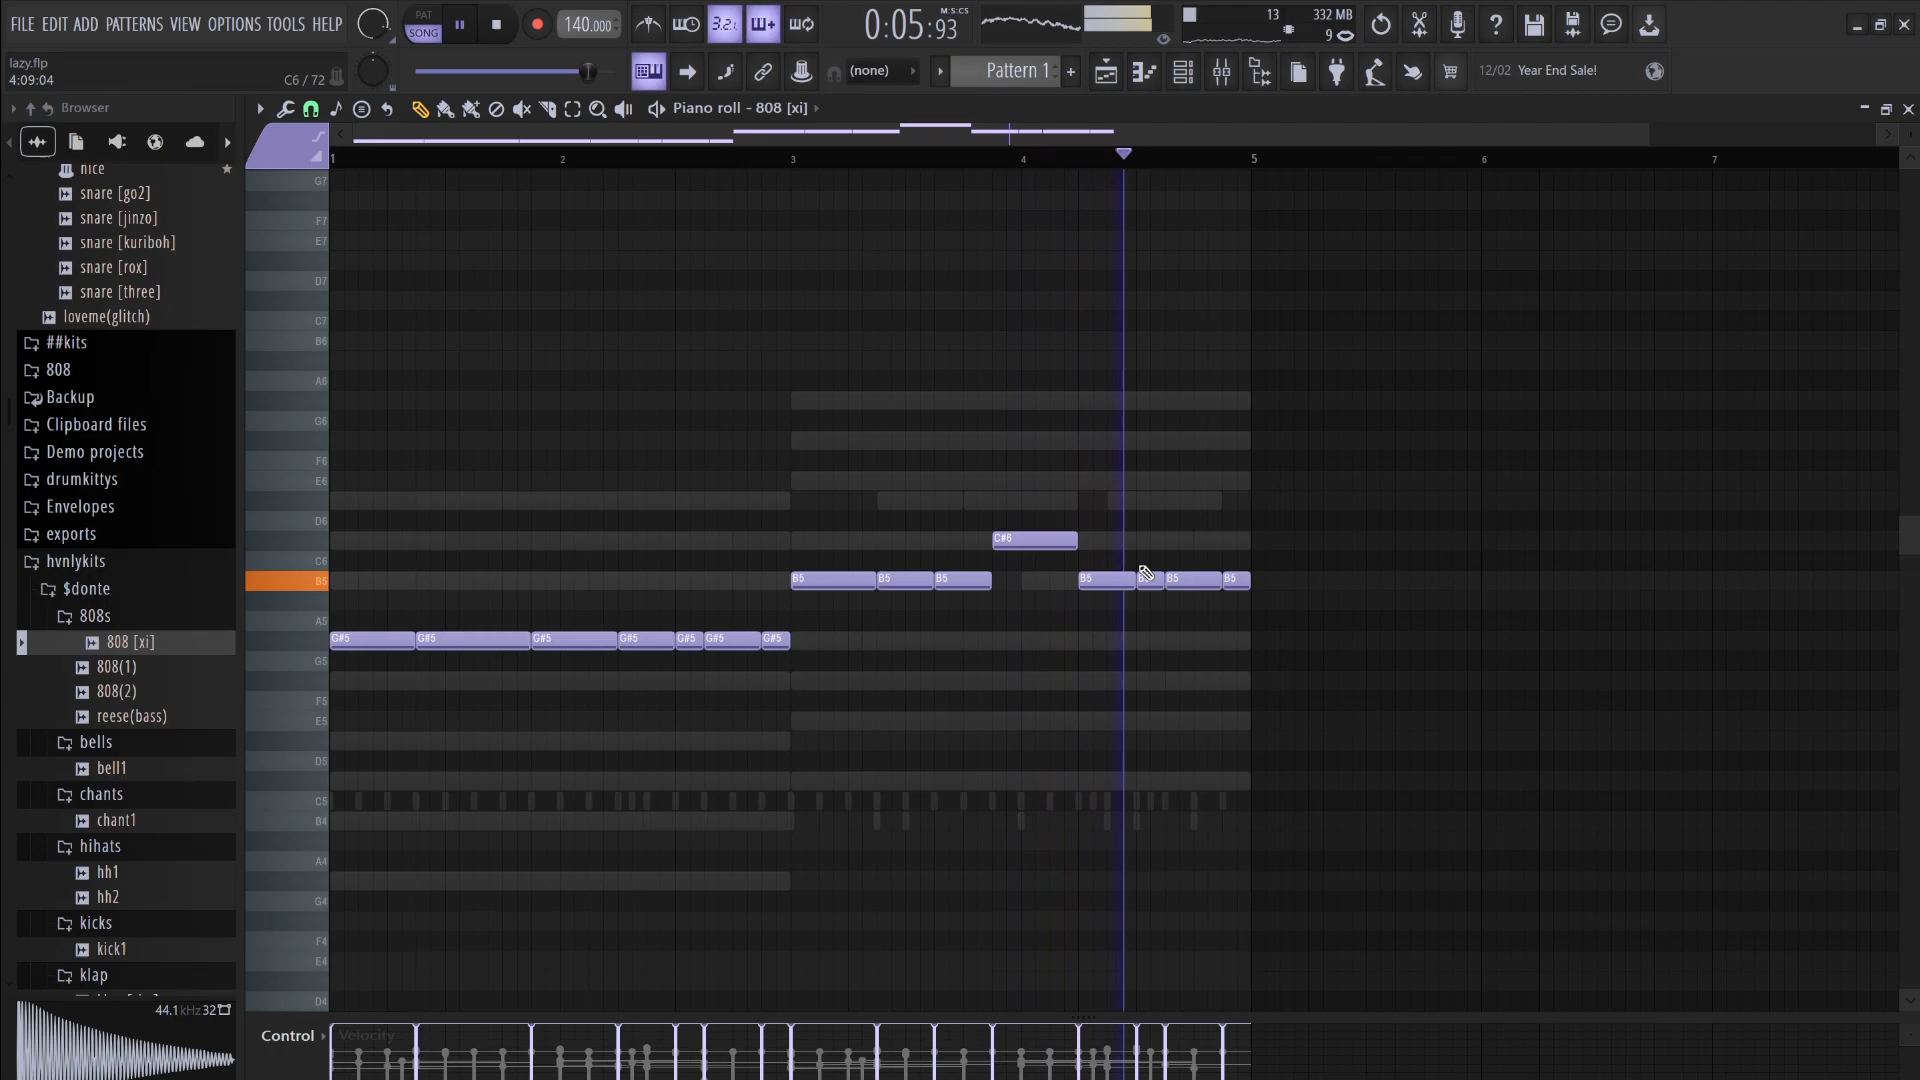 FILE EDIT ADD PATTERNS VIEW OPTIONS TOOLS HELP
PAT
SONG
140.000
3.2.
0:05:93
M:S:CS
13
332 MB
9
lazy.flp
4:09:04
C6 / 72
(none)
Pattern 1
+
12/02 Year End Sale!
Browser
Piano roll - 808 [xi]
nice
snare [go2]
snare [jinzo]
snare [kuriboh]
snare [rox]
snare [three]
loveme(glitch)
##kits
808
Backup
Clipboard files
Demo projects
drumkittys
Envelopes
exports
hvnlykits
$donte
808s
808 [xi]
808(1)
808(2)
reese(bass)
bells
bell1
chants
chant1
hihats
hh1
hh2
kicks
kick1
klap
44.1kHz 32
1 2 3 4 5 6 7
G7
F7
E7
D7
C7
B6
A6
G6
F6
E6
D6
C#6
C6
B5 B5 B5 B5 B5 B5 B5
A5
G#5 G#5 G#5 G#5 G#5 G#5 G#5
G5
F5
E5
D5
C5
B4
A4
G4
F4
E4
D4
Control Velocity